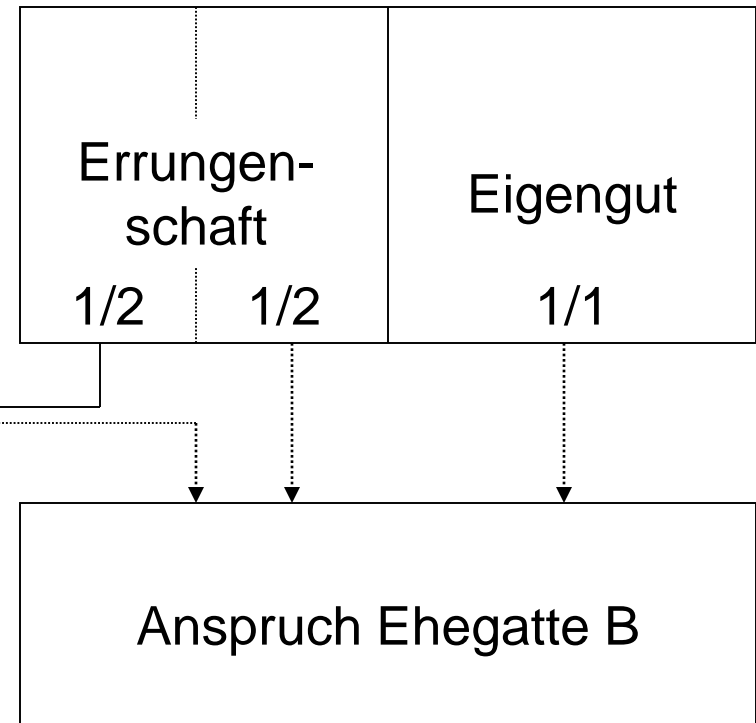 Errungen-
schaft
Eigengut
1/2 1/2 1/1
Anspruch Ehegatte B